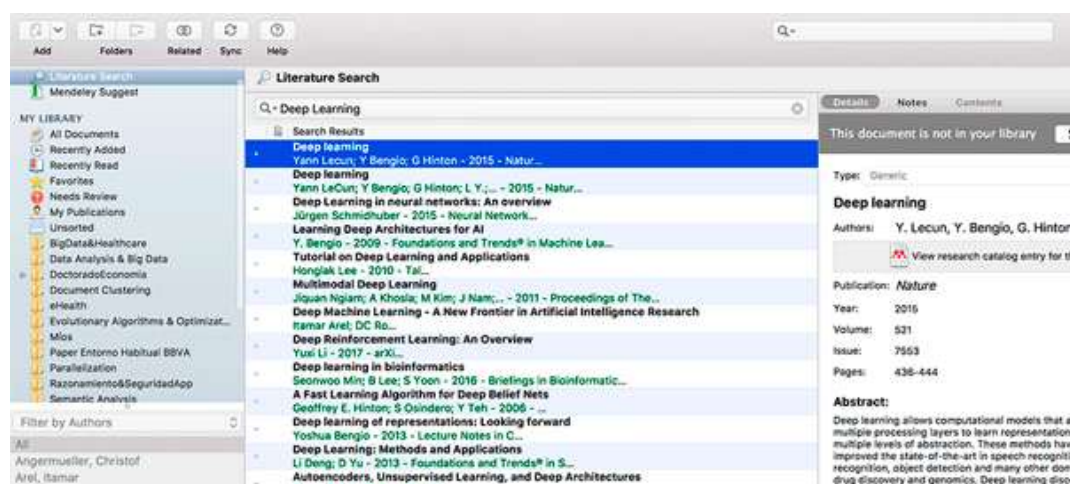 Add Folders Related Sync Help
Literature Search
Mendeley Suggest
MY LIBRARY
All Documents
Recently Added
Recently Read
Favorites
Needs Review
My Publications
Unsorted
BigData&Healthcare
Data Analysis & Big Data
DoctoradoEconomia
Document Clustering
eHealth
Evolutionary Algorithms & Optimizat...
Mios
Paper Entorno Habitual BBVA
Paralelization
Razonamiento&SeguridadApp
Semantic Analysis
Filter by Authors
All
Angermueller, Christof
Arel, Itamar
Literature Search
Deep Learning
Search Results
Deep learning
Yann Lecun; Y Bengio; G Hinton - 2015 - Natur...
Deep learning
Yann LeCun; Y Bengio; G Hinton; L Y.;... - 2015 - Natur...
Deep Learning in neural networks: An overview
Jürgen Schmidhuber - 2015 - Neural Network...
Learning Deep Architectures for AI
Y. Bengio - 2009 - Foundations and Trends® in Machine Lea...
Tutorial on Deep Learning and Applications
Honglak Lee - 2010 - Tal...
Multimodal Deep Learning
Jiquan Ngiam; A Khosla; M Kim; J Nam;... - 2011 - Proceedings of The...
Deep Machine Learning - A New Frontier in Artificial Intelligence Research
Itamar Arel; DC Ro...
Deep Reinforcement Learning: An Overview
Yuxi Li - 2017 - arXi...
Deep learning in bioinformatics
Seonwoo Min; B Lee; S Yoon - 2016 - Briefings in Bioinformatic...
A Fast Learning Algorithm for Deep Belief Nets
Geoffrey E. Hinton; S Osindero; Y Teh - 2006 - ...
Deep learning of representations: Looking forward
Yoshua Bengio - 2013 - Lecture Notes in C...
Deep Learning: Methods and Applications
Li Deng; D Yu - 2013 - Foundations and Trends® in S...
Autoencoders, Unsupervised Learning, and Deep Architectures
Details Notes Contents
This document is not in your library
Type: Generic
Deep learning
Authors: Y. Lecun, Y. Bengio, G. Hinton
View research catalog entry for th
Publication: Nature
Year: 2015
Volume: 521
Issue: 7553
Pages: 436-444
Abstract:
Deep learning allows computational models that a
multiple processing layers to learn representation
multiple levels of abstraction. These methods hav
improved the state-of-the-art in speech recogniti
recognition, object detection and many other dom
drug discovery and genomics. Deep learning disco